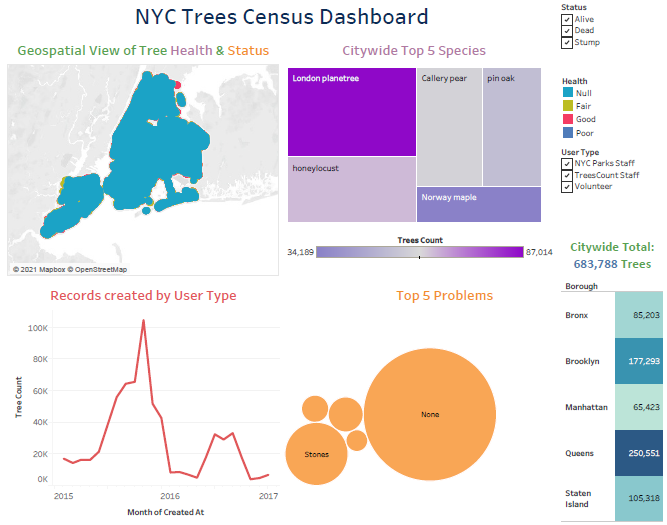 NYC Trees Census Dashboard
Status
Alive
Dead
Stump
Geospatial View of Tree Health & Status
Citywide Top 5 Species
London planetree
Callery pear
pin oak
honeylocust
Norway maple
© 2021 Mapbox © OpenStreetMap
Trees Count
34,189
87,014
Health
Null
Fair
Good
Poor
User Type
NYC Parks Staff
TreesCount Staff
Volunteer
Citywide Total:
683,788 Trees
Borough
Bronx
85,203
Brooklyn
177,293
Manhattan
65,423
Queens
250,551
Staten
Island
105,318
Records created by User Type
Tree Count
100K
80K
60K
40K
20K
0K
2015
2016
2017
Month of Created At
Top 5 Problems
None
Stones